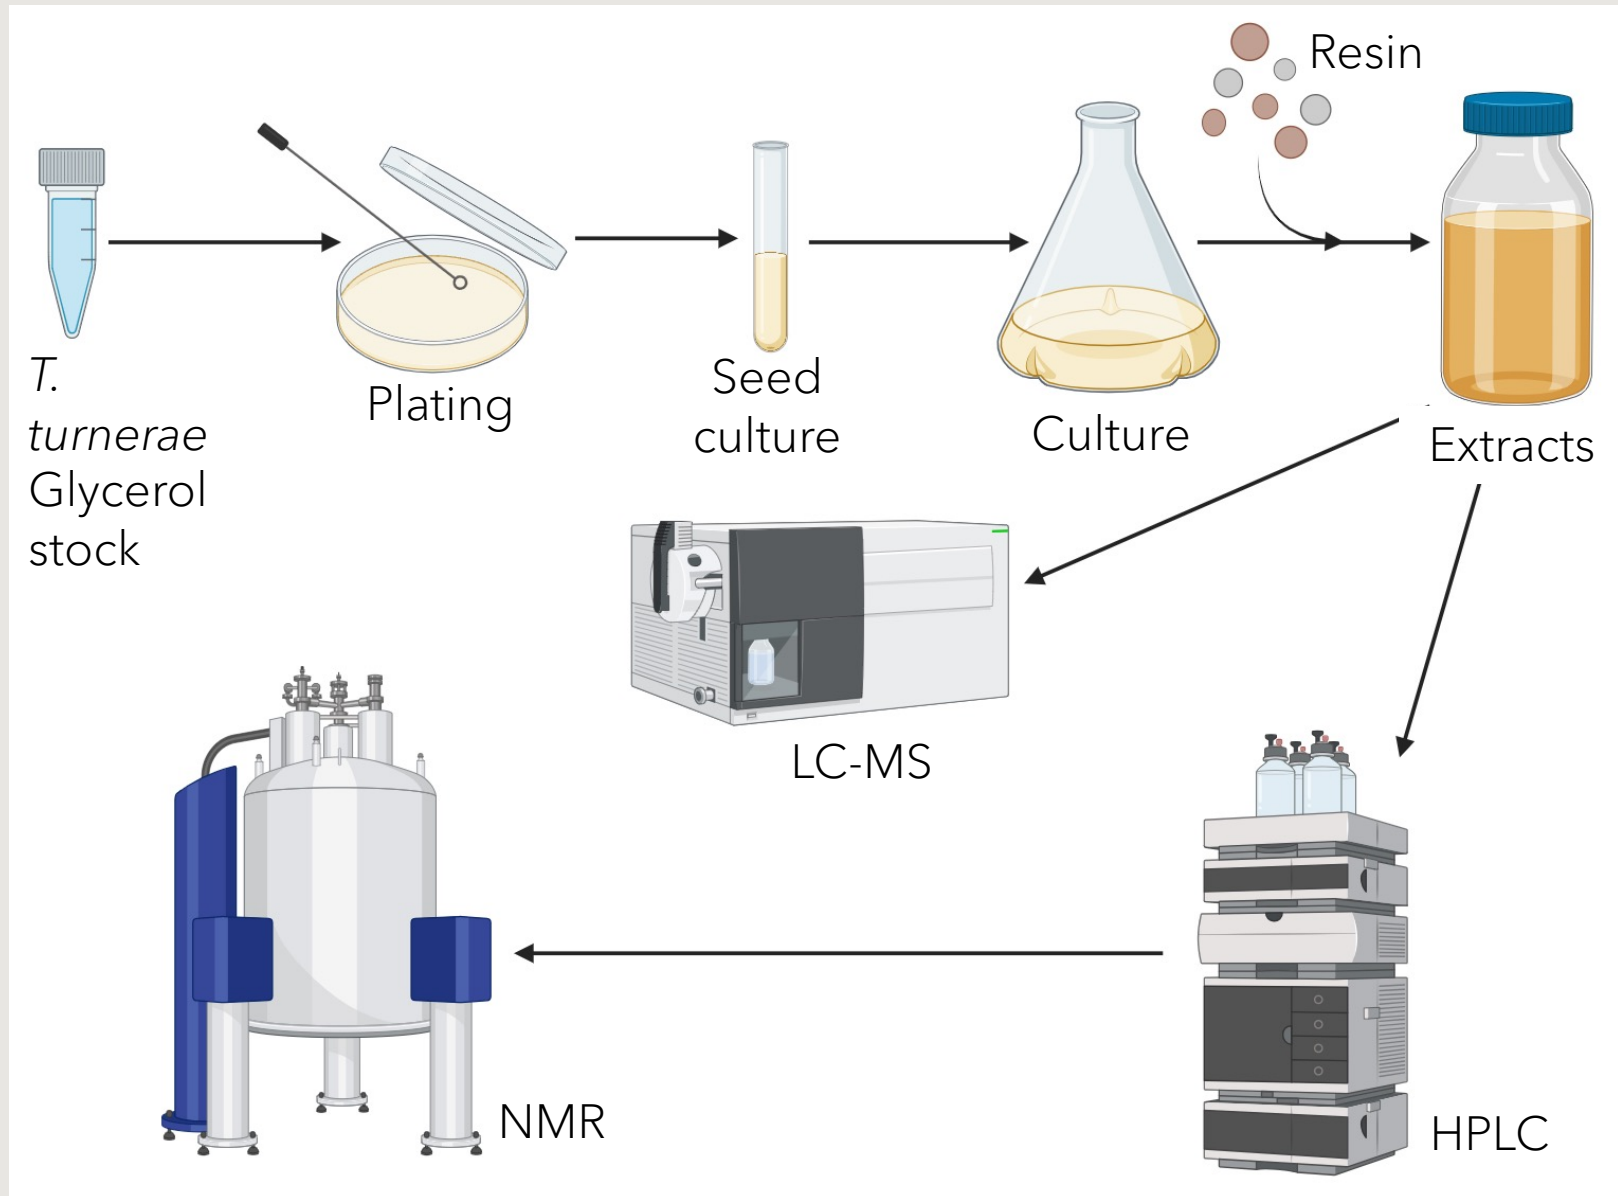 Resin
T.
turnerae
Glycerol
stock
Plating
Seed
culture
Culture
Extracts
LC-MS
NMR
HPLC